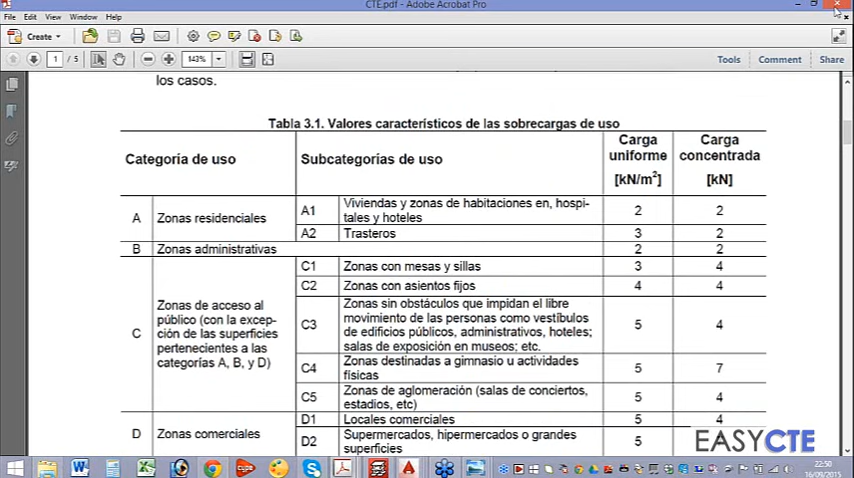 CTE.pdf - Adobe Acrobat Pro
File Edit View Window Help
Create
1 / 5 143% Tools Comment Share
los casos.
Tabla 3.1. Valores característicos de las sobrecargas de uso
Categoría de uso Subcategorías de uso Carga uniforme [kN/m2] Carga concentrada [kN]
A Zonas residenciales A1 Viviendas y zonas de habitaciones en, hospi-
tales y hoteles 2 2
A2 Trasteros 3 2
B Zonas administrativas 2 2
C Zonas de acceso al
público (con la excep-
ción de las superficies
pertenecientes a las
categorías A, B, y D)
C1 Zonas con mesas y sillas 3 4
C2 Zonas con asientos fijos 4 4
C3 Zonas sin obstáculos que impidan el libre
movimiento de las personas como vestíbulos
de edificios públicos, administrativos, hoteles;
salas de exposición en museos; etc. 5 4
C4 Zonas destinadas a gimnasio u actividades
físicas 5 7
C5 Zonas de aglomeración (salas de conciertos,
estadios, etc) 5 4
D Zonas comerciales D1 Locales comerciales 5 4
D2 Supermercados, hipermercados o grandes
superficies 5
EASYCTE
22:50
16/09/2015